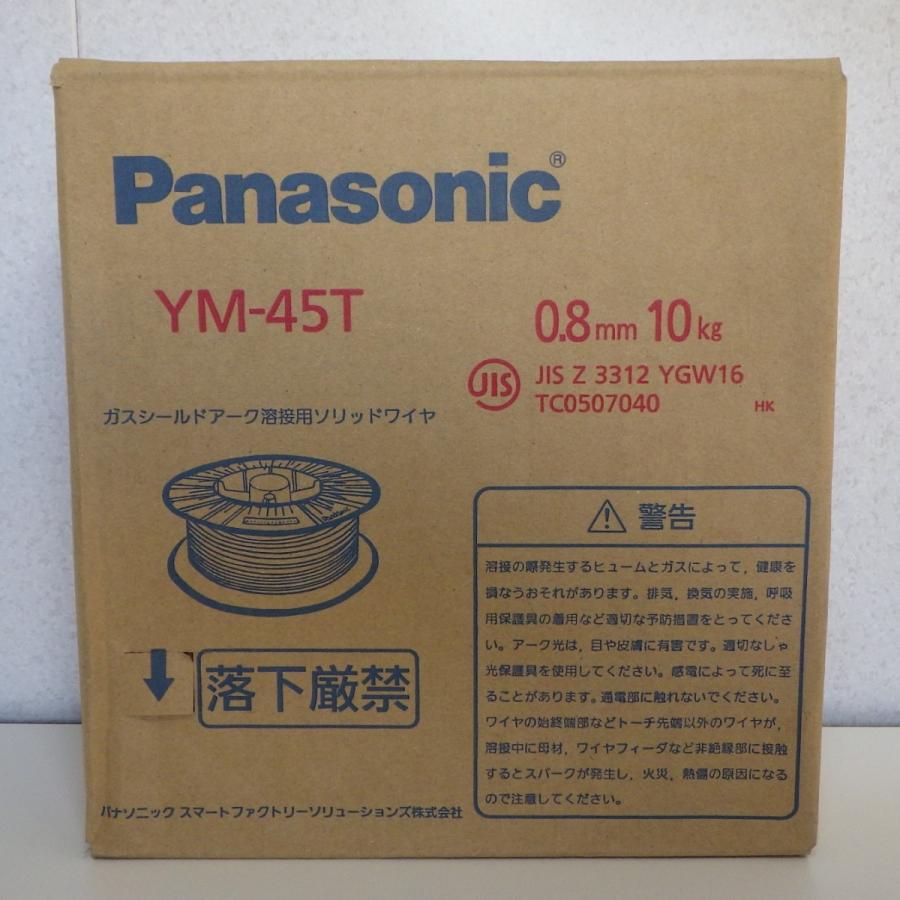 Panasonic®
YM-45T
0.8mm 10kg
JIS
JIS Z 3312 YGW16
TC0507040
HK
ガスシールドアーク溶接用ソリッドワイヤ
Panasonic
落下厳禁
パナソニック スマートファクトリーソリューションズ株式会社
警告
溶接の際発生するヒュームとガスによって，健康を
損なうおそれがあります。排気，換気の実施，呼吸
用保護具の着用など適切な予防措置をとってくださ
い。アーク光は，目や皮膚に有害です。適切なしゃ
光保護具を使用してください。感電によって死に至
ることがあります。通電部に触れないでください。
ワイヤの始終端部などトーチ先端以外のワイヤが，
溶接中に母材，ワイヤフィーダなど非絶縁部に接触
するとスパークが発生し，火災，熱傷の原因になる
ので注意してください。